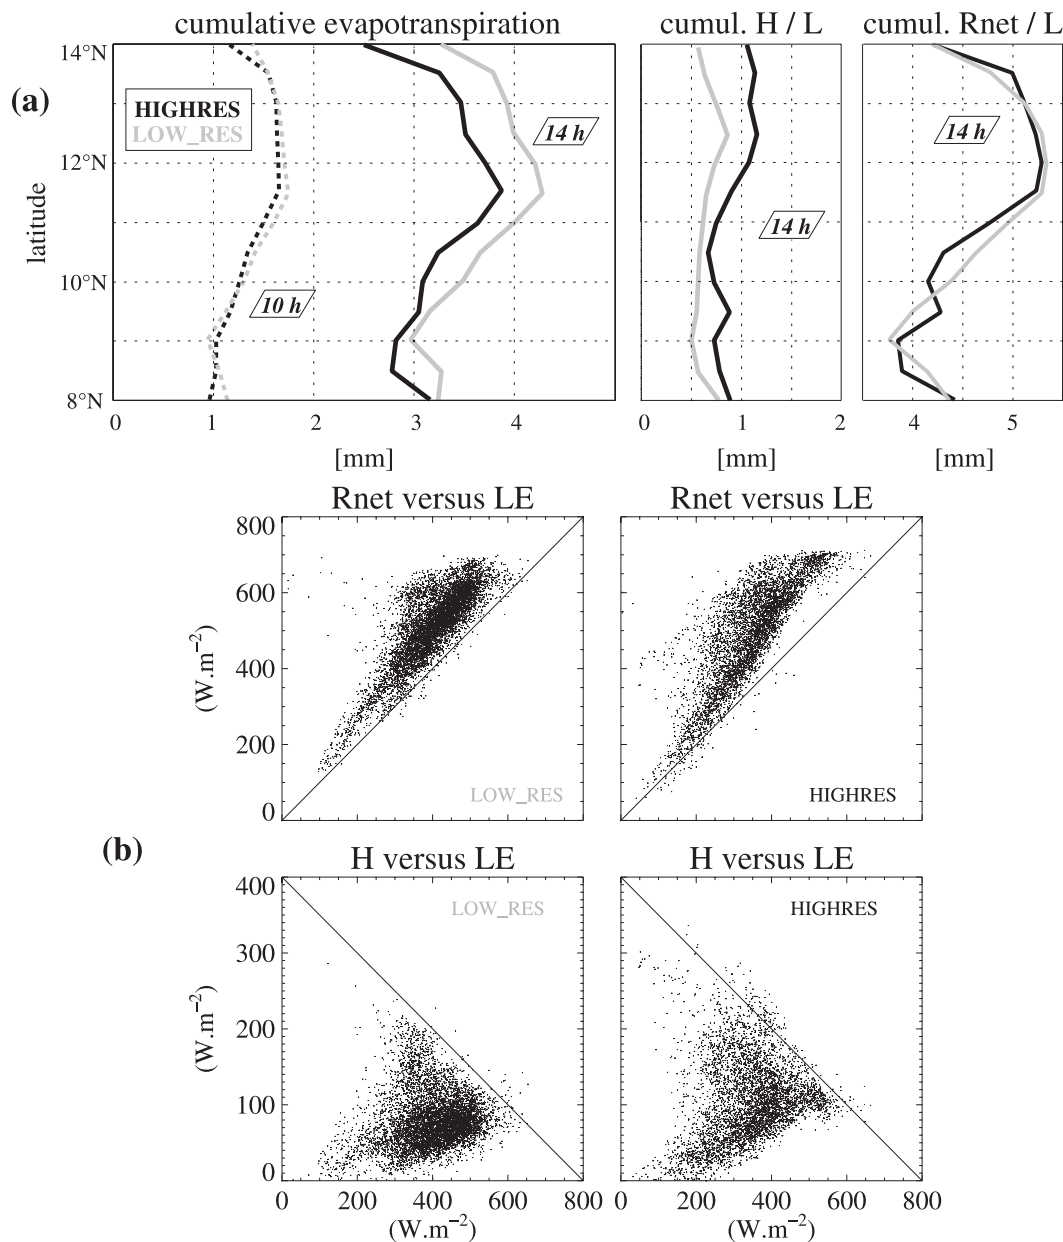 cumulative evapotranspiration cumul. H / L cumul. Rnet / L
(a)
14°N
12°N
10°N
8°N
latitude
HIGHRES
LOW_RES
14 h
10 h
14 h
14 h
0 1 2 3 4 0 1 2 4 5
[mm] [mm] [mm]
Rnet versus LE Rnet versus LE
800
600
400
200
0
(W.m−2)
LOW_RES HIGHRES
(b)
H versus LE H versus LE
400
300
200
100
0
(W.m−2)
LOW_RES HIGHRES
0 200 400 600 800 0 200 400 600 800
(W.m−2) (W.m−2)